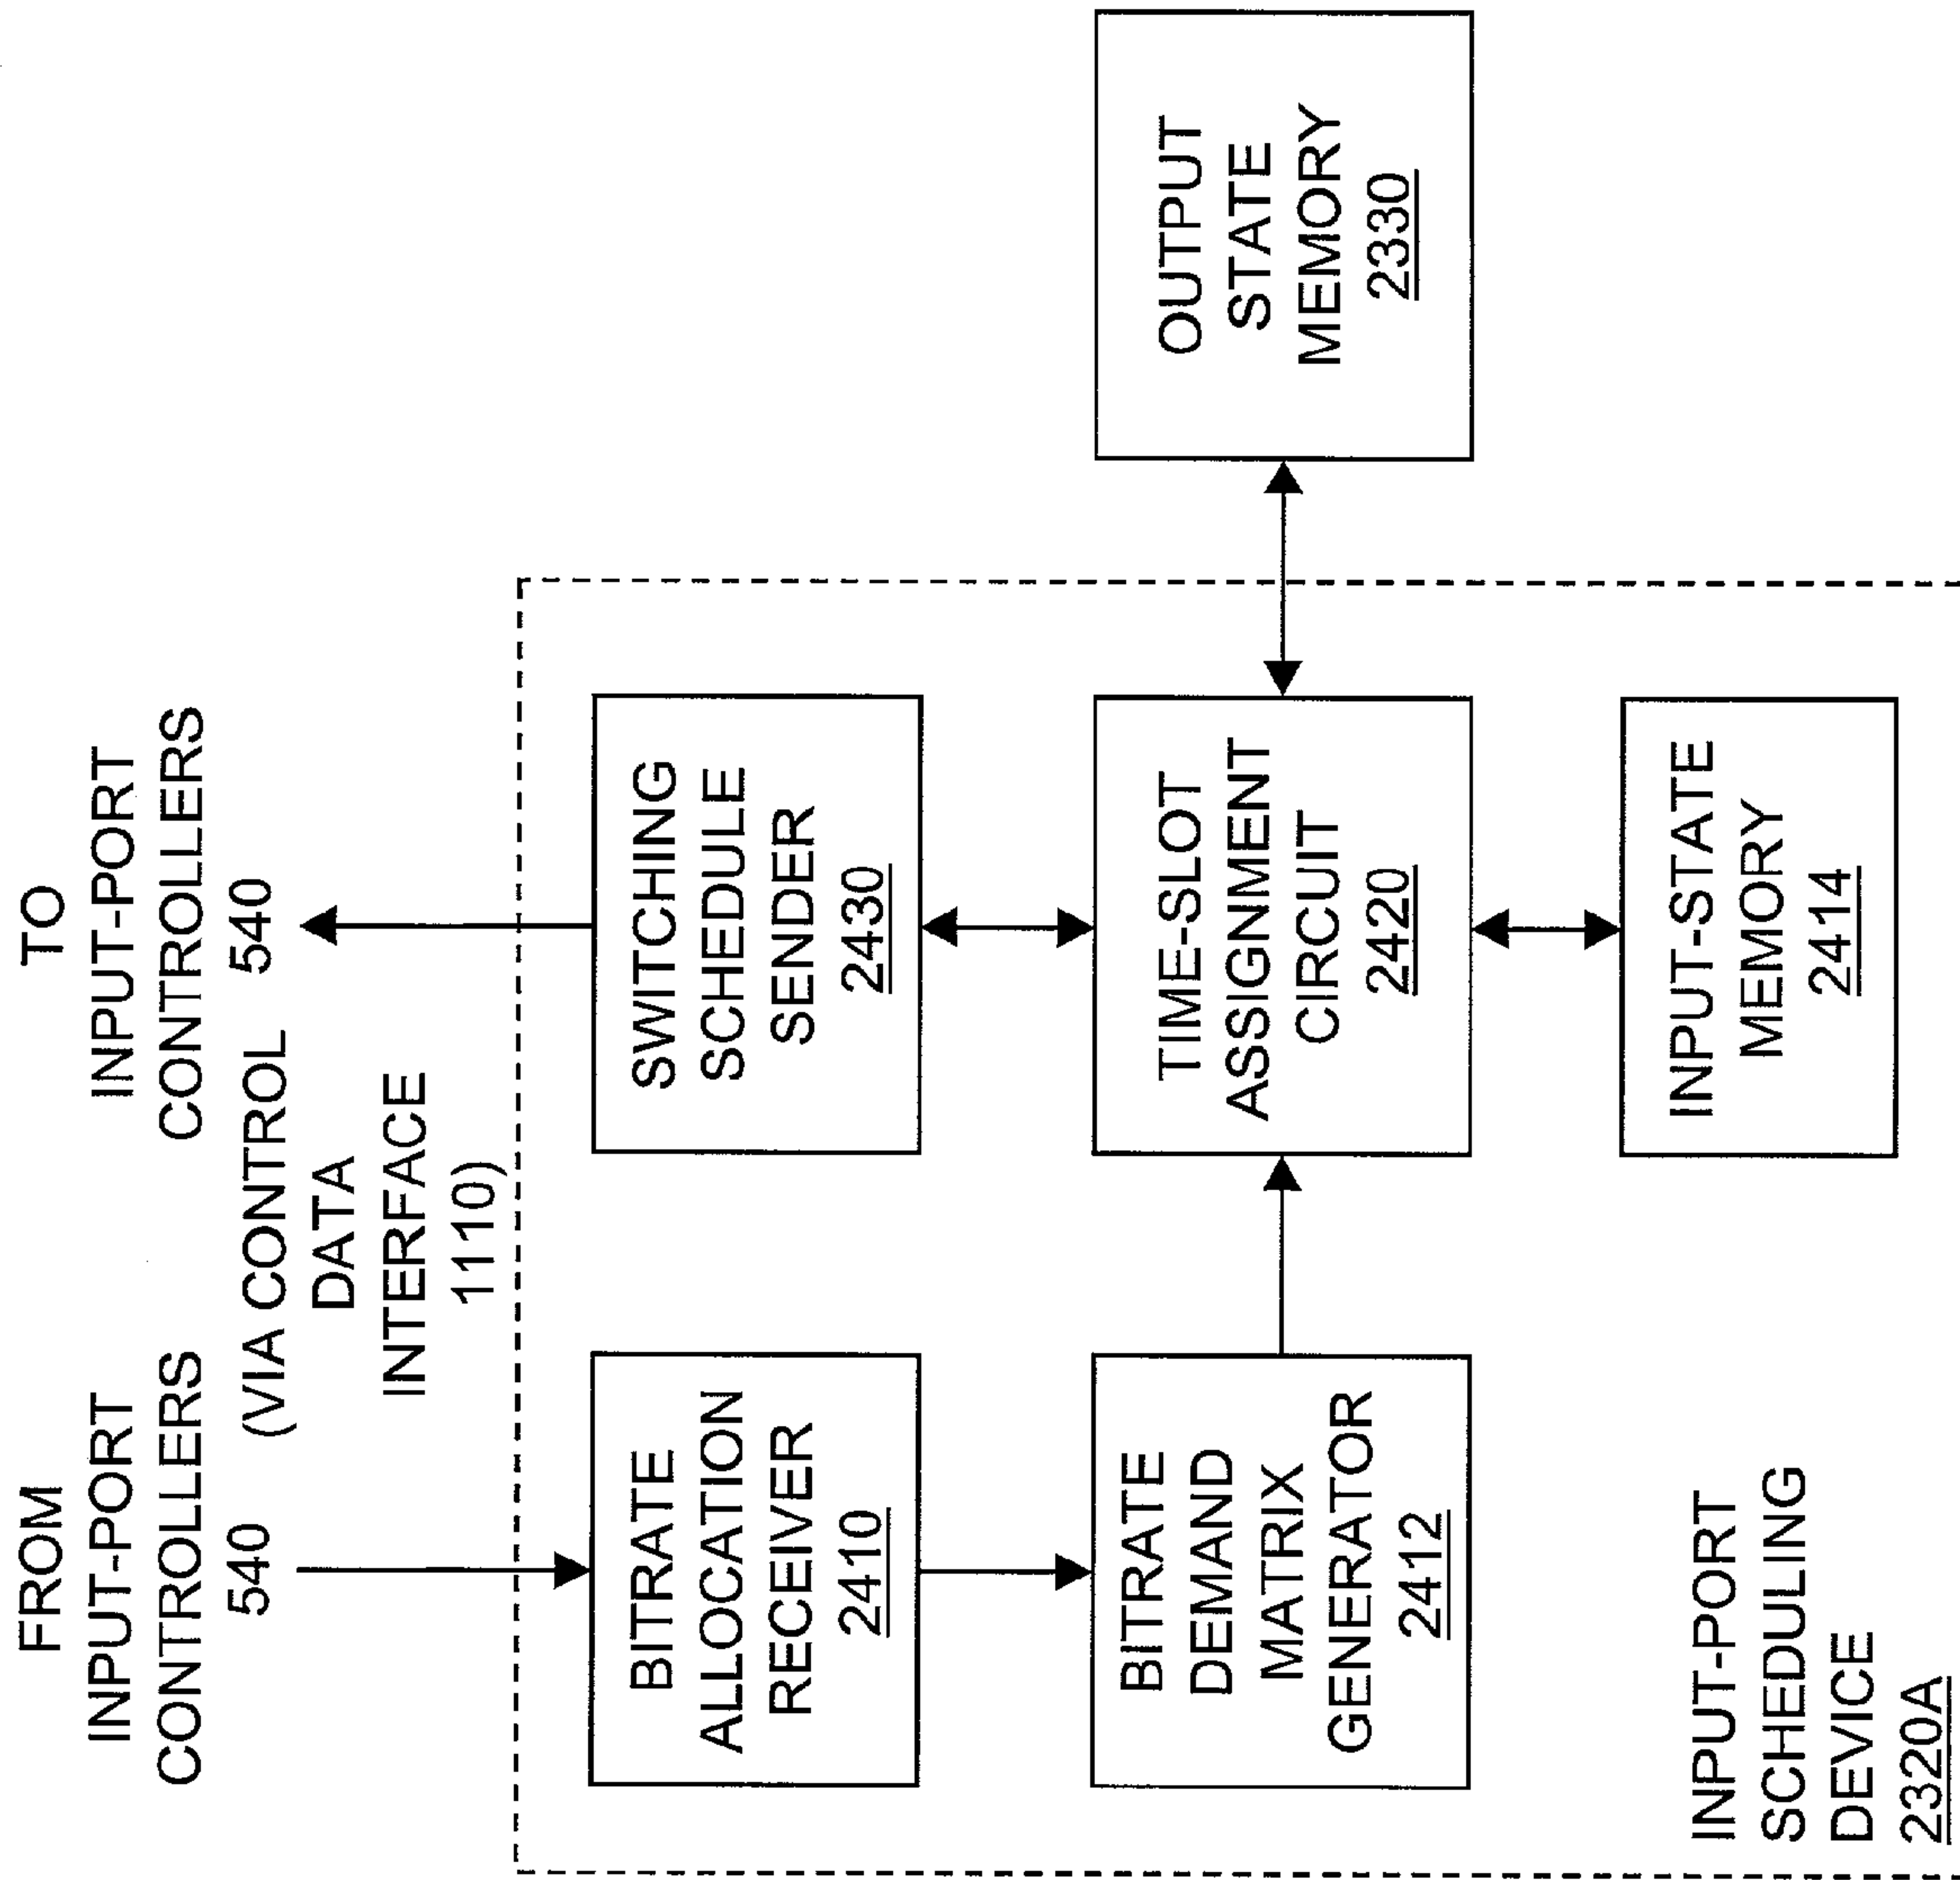 FROM
INPUT-PORT
CONTROLLERS
540
(VIA CONTROL
DATA
INTERFACE
1110)
TO
INPUT-PORT
CONTROLLERS
540
BITRATE
ALLOCATION
RECEIVER
2410
SWITCHING
SCHEDULE
SENDER
2430
BITRATE
DEMAND
MATRIX
GENERATOR
2412
TIME-SLOT
ASSIGNMENT
CIRCUIT
2420
OUTPUT
STATE
MEMORY
2330
INPUT-STATE
MEMORY
2414
INPUT-PORT
SCHEDULING
DEVICE
2320A